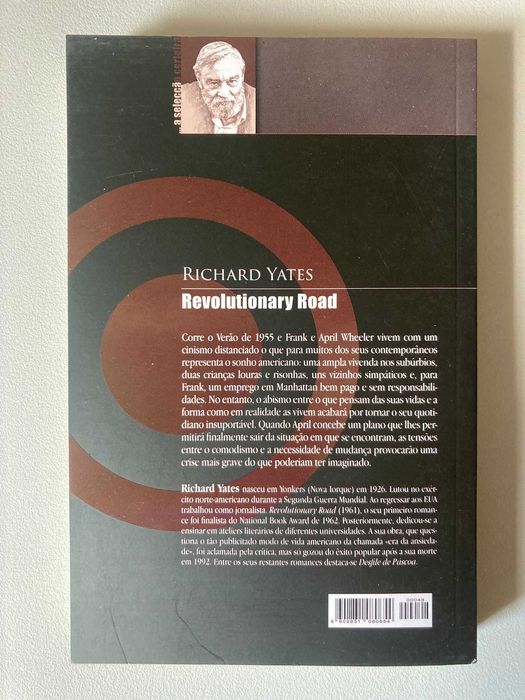 a selecção
RICHARD YATES
Revolutionary Road
Corre o Verão de 1955 e Frank e April Wheeler vivem com um
cinismo distanciado o que para muitos dos seus contemporâneos
representa o sonho americano: uma ampla vivenda nos subúrbios,
duas crianças louras e risonhas, uns vizinhos simpáticos e, para
Frank, um emprego em Manhattan bem pago e sem responsabili-
dades. No entanto, o abismo entre o que pensam das suas vidas e a
forma como em realidade as vivem acabará por tornar o seu quoti-
diano insuportável. Quando April concebe um plano que lhes per-
mitirá finalmente sair da situação em que se encontram, as tensões
entre o comodismo e a necessidade de mudança provocarão uma
crise mais grave do que poderiam ter imaginado.
Richard Yates nasceu em Yonkers (Nova Iorque) em 1926. Lutou no exér-
cito norte-americano durante a Segunda Guerra Mundial. Ao regressar aos EUA
trabalhou como jornalista. Revolutionary Road (1961), o seu primeiro roman-
ce foi finalista do National Book Award de 1962. Posteriormente, dedicou-se a
ensinar em ateliers literários de diferentes universidades. A sua obra, que ques-
tiona o tão publicitado modo de vida americano da chamada «era da ansieda-
de», foi aclamada pela crítica, mas só gozou do êxito popular após a sua morte
em 1992. Entre os seus restantes romances destaca-se Desfile de Páscoa.
00049